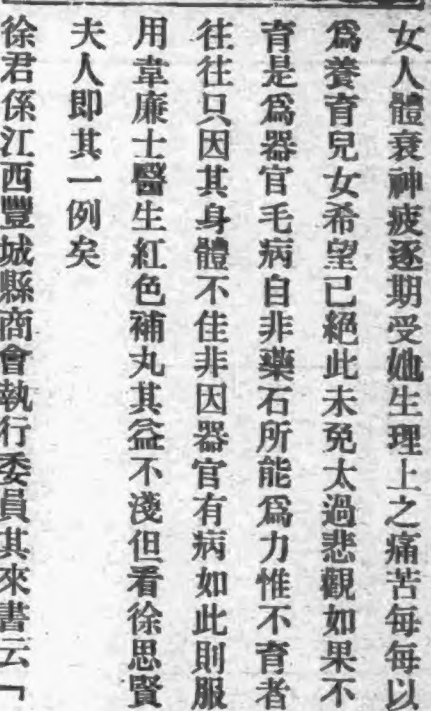 女人體衰神疲逐期受她生理上之痛苦每每以
爲養育兒女希望已絕此未免太過悲觀如果不
育是爲器官毛病自非藥石所能爲力惟不育者
往往只因其身體不佳非因器官有病如此則服
用韋廉士醫生紅色補丸其益不淺但看徐思賢
夫人即其一例矣
徐君係江西豐城縣商會執行委員其來書云「